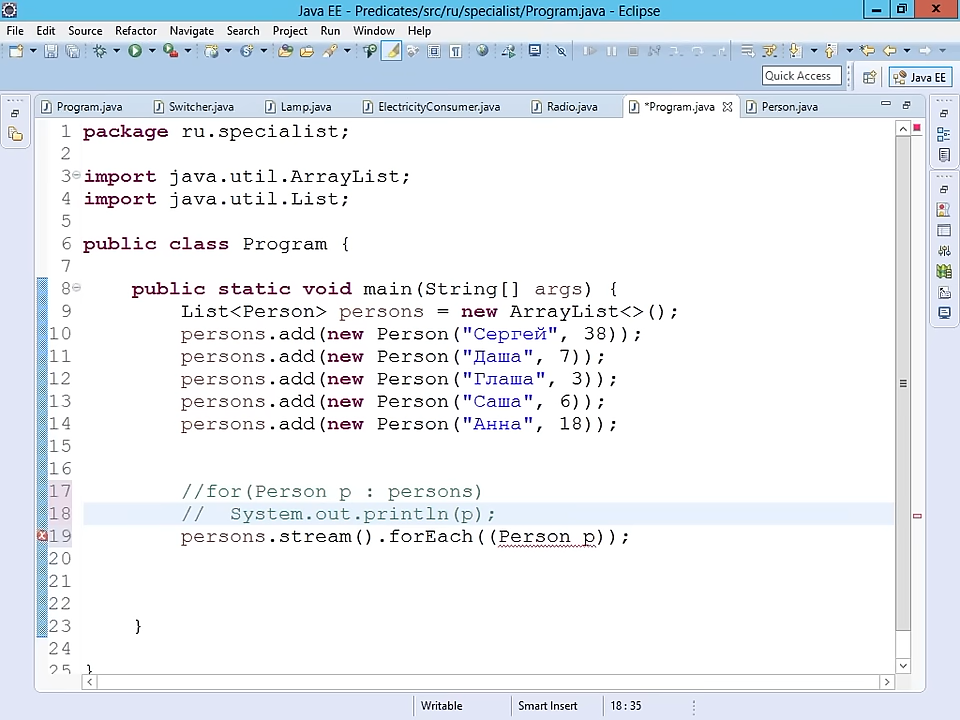 Java EE - Predicates/src/ru/specialist/Program.java - Eclipse
File Edit Source Refactor Navigate Search Project Run Window Help
Quick Access Java EE
Program.java Switcher.java Lamp.java ElectricityConsumer.java Radio.java *Program.java Person.java
1 package ru.specialist;
2
3 import java.util.ArrayList;
4 import java.util.List;
5
6 public class Program {
7
8 public static void main(String[] args) {
9 List<Person> persons = new ArrayList<>();
10 persons.add(new Person("Сергей", 38));
11 persons.add(new Person("Даша", 7));
12 persons.add(new Person("Глаша", 3));
13 persons.add(new Person("Саша", 6));
14 persons.add(new Person("Анна", 18));
15
16
17 //for(Person p : persons)
18 // System.out.println(p);
19 persons.stream().forEach((Person p));
20
21
22
23 }
24
25 }
Writable Smart Insert 18 : 35